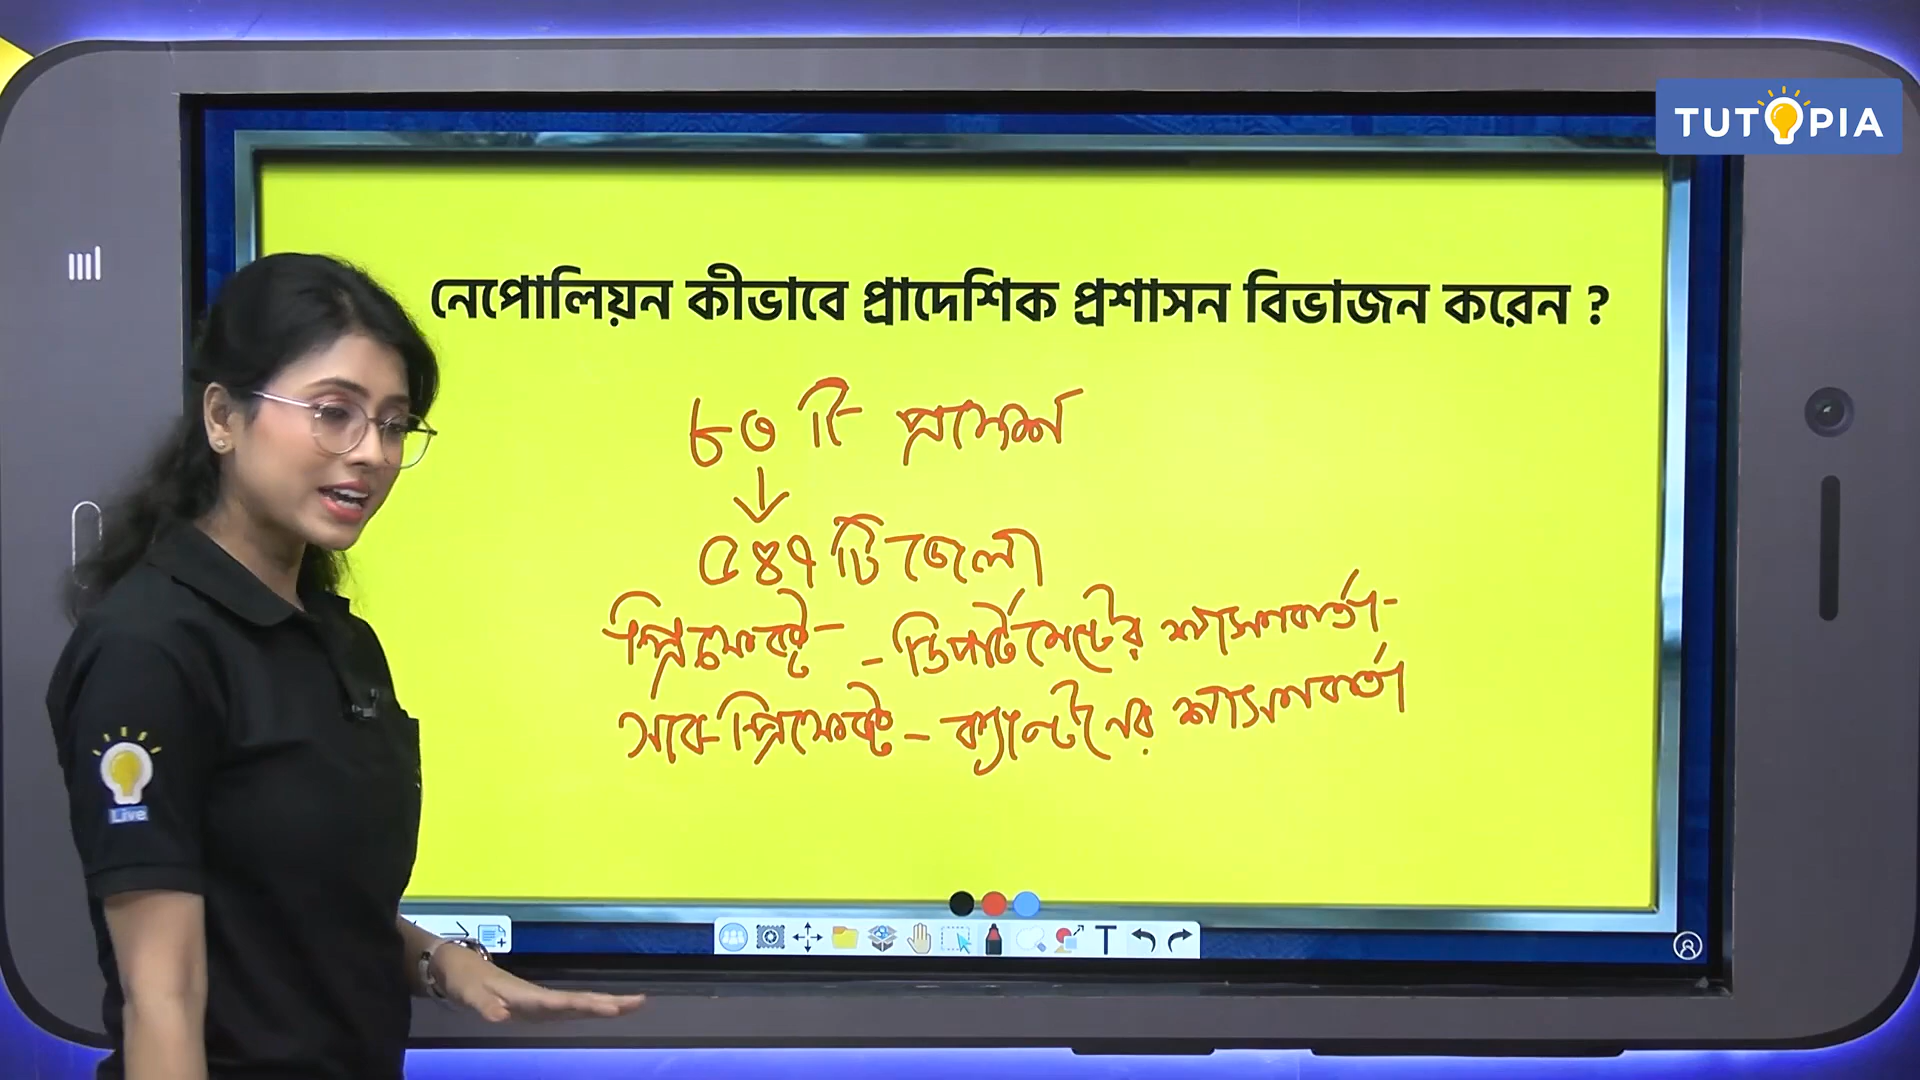 TUTOPIA
নেপোলিয়ন কীভাবে প্রাদেশিক প্রশাসন বিভাজন করেন ?
৮৩ টি প্রদেশ
৫৪৭ টি জেলা
প্রিফেক্ট - ডিপার্টমেন্টের শাসনকর্তা -
সাব-প্রিফেক্ট - ক্যান্টনের শাসনকর্তা
Live
T